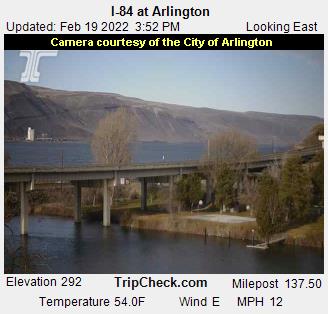 I-84 at Arlington
Updated: Feb 19 2022 3:52 PM Looking East
Camera courtesy of the City of Arlington
Elevation 292 TripCheck.com Milepost 137.50
Temperature 54.0F Wind E MPH 12